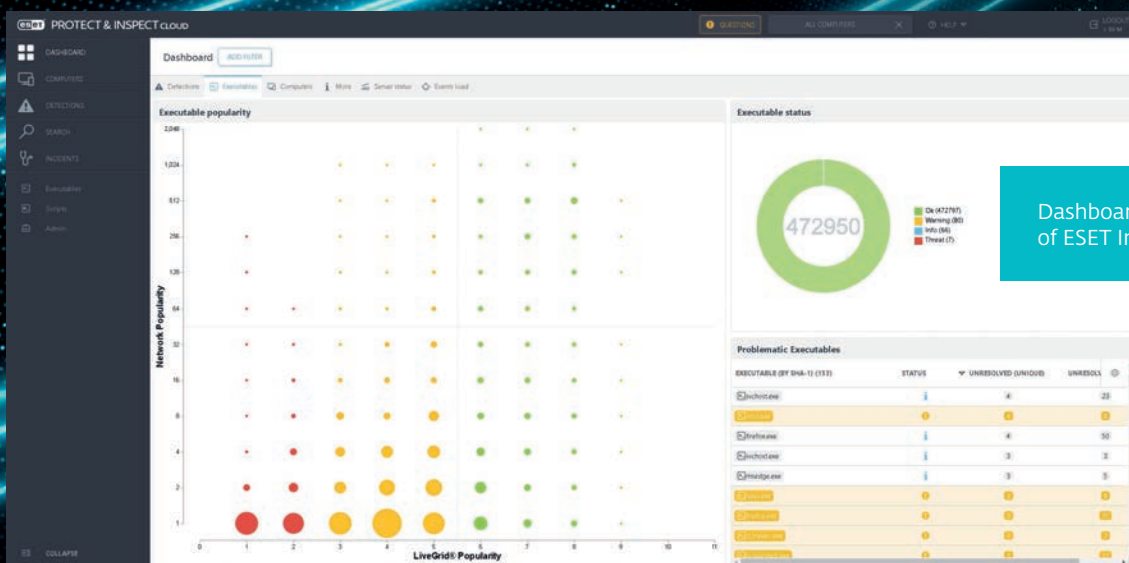 eset PROTECT & INSPECT CLOUD
QUESTIONS
ALL COMPUTERS
HELP
LOGOUT
DASHBOARD
COMPUTERS
DETECTIONS
SEARCH
INCIDENTS
Executables
Scripts
Admin
COLLAPSE
Dashboard
ADD FILTER
Detections Executables Computers More Server status Events load
Executable popularity
Network Popularity
2,048
1,024
512
256
128
64
32
16
8
4
2
1
0 1 2 3 4 5 6 7 8 9 10 11
LiveGrid® Popularity
Executable status
472950
Ok (472797)
Warning (80)
Info (66)
Threat (7)
Dashboar
of ESET In
Problematic Executables
EXECUTABLE (BY SHA-1) (153) STATUS UNRESOLVED (UNIQUE) UNRESOLV
svchost.exe 4 23
firefox.exe 4 50
svchost.exe 3 3
msedge.exe 3 5